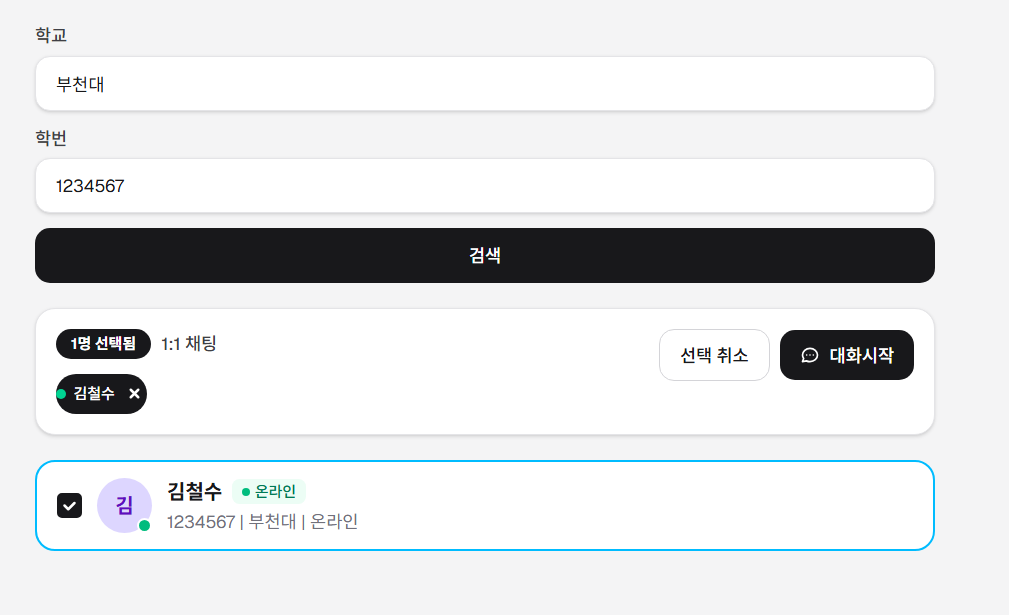 학교
부천대
학번
1234567
검색
1명 선택됨 1:1 채팅
선택 취소 대화시작
김철수
김 김철수 온라인
1234567 | 부천대 | 온라인